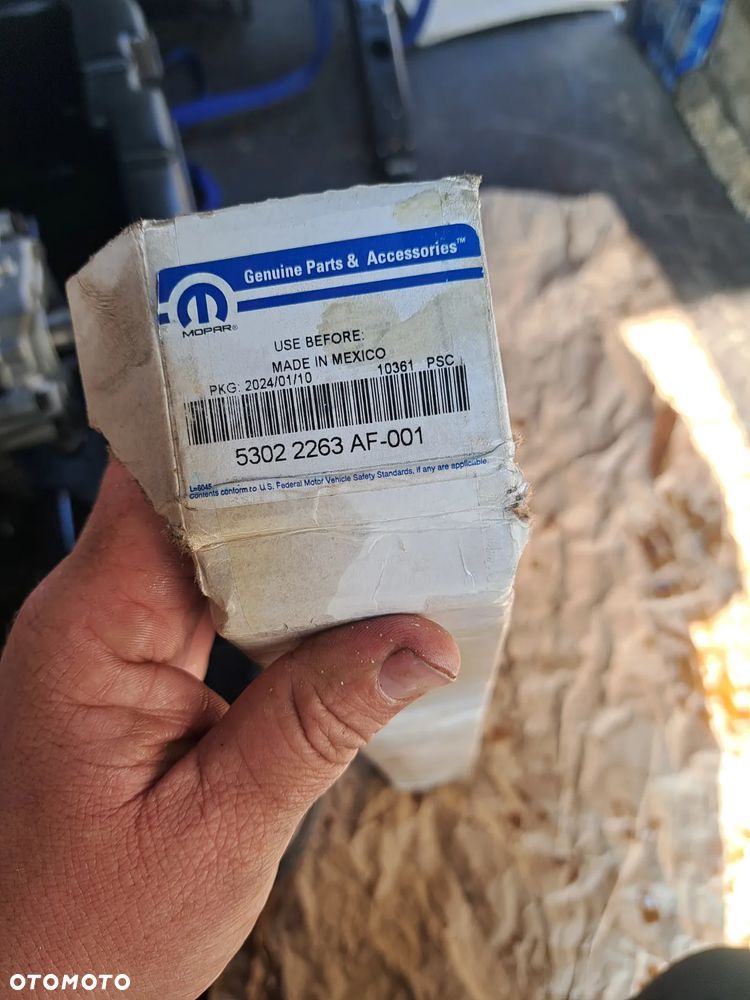 Genuine Parts & Accessories™
MOPAR®
USE BEFORE:
MADE IN MEXICO
PKG: 2024/01/10 10361 PSC
5302 2263 AF-001
L=6045
Contents conform to U.S. Federal Motor Vehicle Safety Standards, if any are applicable.
OTOMOTO